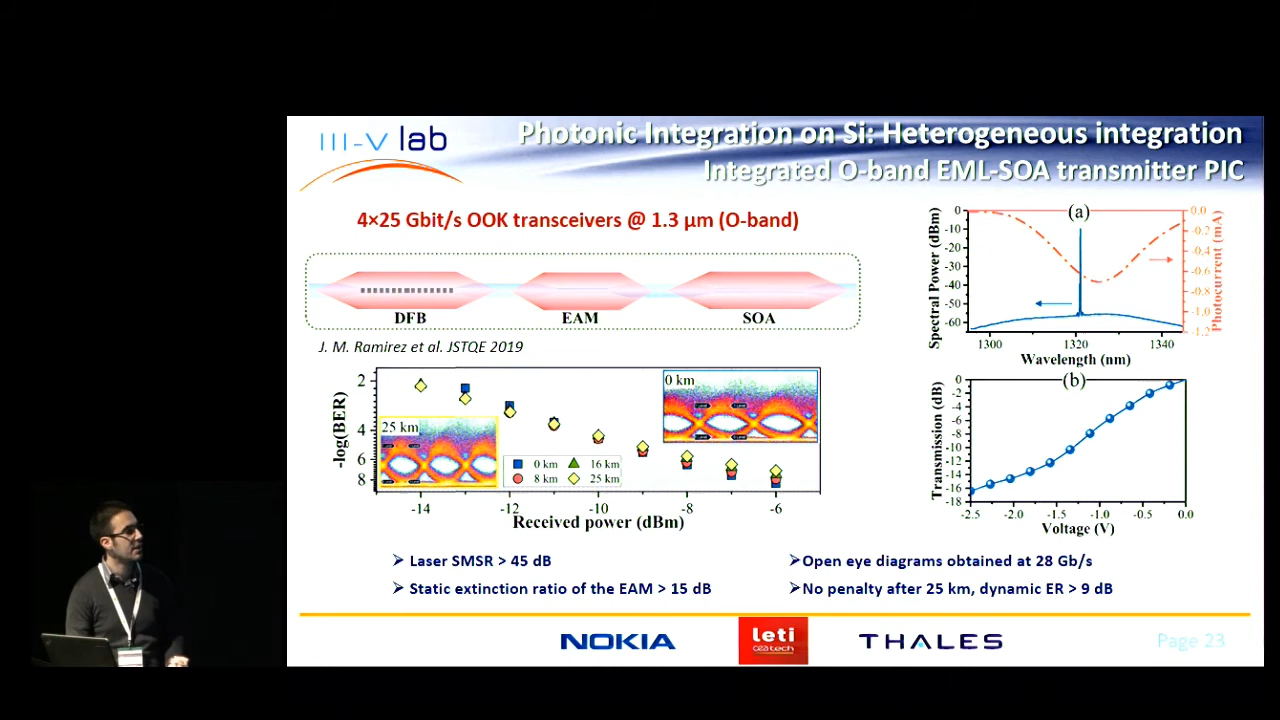 III-V lab
Photonic Integration on Si: Heterogeneous integration
Integrated O-band EML-SOA transmitter PIC
4×25 Gbit/s OOK transceivers @ 1.3 µm (O-band)
DFB
EAM
SOA
J. M. Ramirez et al. JSTQE 2019
-log(BER)
2
4
6
8
25 km
0 km
0 km
16 km
8 km
25 km
-14
-12
-10
-8
-6
Received power (dBm)
(a)
Spectral Power (dBm)
0
-10
-20
-30
-40
-50
-60
0.0
-0.2
-0.4
-0.6
-0.8
-1.0
-1.2
Photocurrent (mA)
1300
1320
1340
Wavelength (nm)
(b)
Transmission (dB)
0
-2
-4
-6
-8
-10
-12
-14
-16
-18
-2.5
-2.0
-1.5
-1.0
-0.5
0.0
Voltage (V)
Laser SMSR > 45 dB
Static extinction ratio of the EAM > 15 dB
Open eye diagrams obtained at 28 Gb/s
No penalty after 25 km, dynamic ER > 9 dB
NOKIA
leti
cea tech
THALES
Page 23